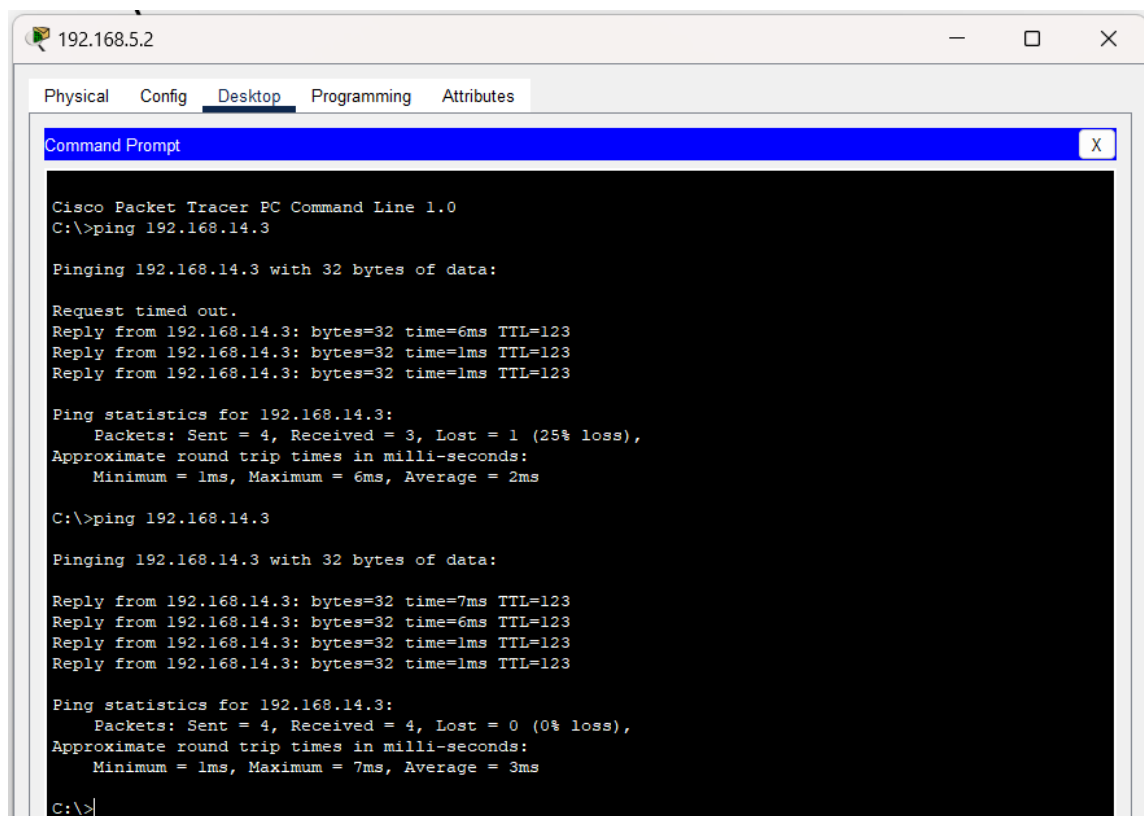 192.168.5.2
Physical Config Desktop Programming Attributes
Command Prompt
X
Cisco Packet Tracer PC Command Line 1.0
C:\>ping 192.168.14.3
Pinging 192.168.14.3 with 32 bytes of data:
Request timed out.
Reply from 192.168.14.3: bytes=32 time=6ms TTL=123
Reply from 192.168.14.3: bytes=32 time=1ms TTL=123
Reply from 192.168.14.3: bytes=32 time=1ms TTL=123
Ping statistics for 192.168.14.3:
    Packets: Sent = 4, Received = 3, Lost = 1 (25% loss),
Approximate round trip times in milli-seconds:
    Minimum = 1ms, Maximum = 6ms, Average = 2ms
C:\>ping 192.168.14.3
Pinging 192.168.14.3 with 32 bytes of data:
Reply from 192.168.14.3: bytes=32 time=7ms TTL=123
Reply from 192.168.14.3: bytes=32 time=6ms TTL=123
Reply from 192.168.14.3: bytes=32 time=1ms TTL=123
Reply from 192.168.14.3: bytes=32 time=1ms TTL=123
Ping statistics for 192.168.14.3:
    Packets: Sent = 4, Received = 4, Lost = 0 (0% loss),
Approximate round trip times in milli-seconds:
    Minimum = 1ms, Maximum = 7ms, Average = 3ms
C:\>